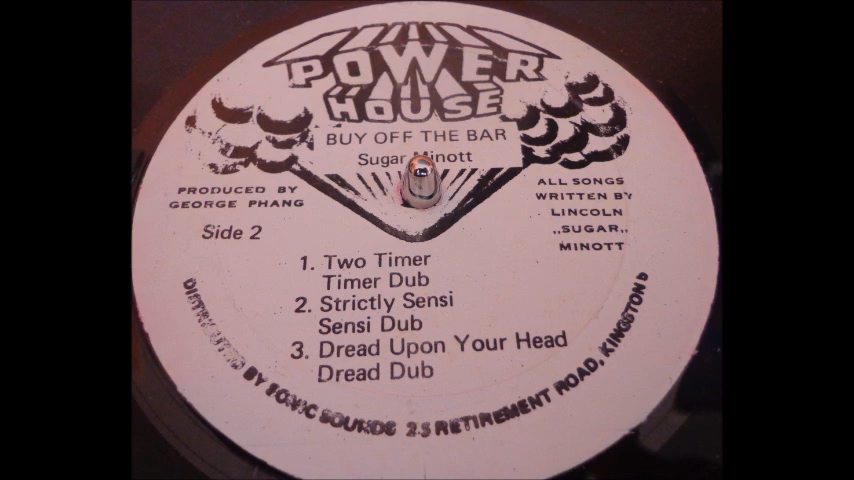 POWER
HOUSE
BUY OFF THE BAR
Sugar Minott
PRODUCED BY
GEORGE PHANG
ALL SONGS
WRITTEN BY
LINCOLN
„SUGAR„
MINOTT
Side 2
1. Two Timer
Timer Dub
2. Strictly Sensi
Sensi Dub
3. Dread Upon Your Head
Dread Dub
DISTRIBUTED BY SONIC SOUNDS 25 RETIREMENT ROAD, KINGSTON 5